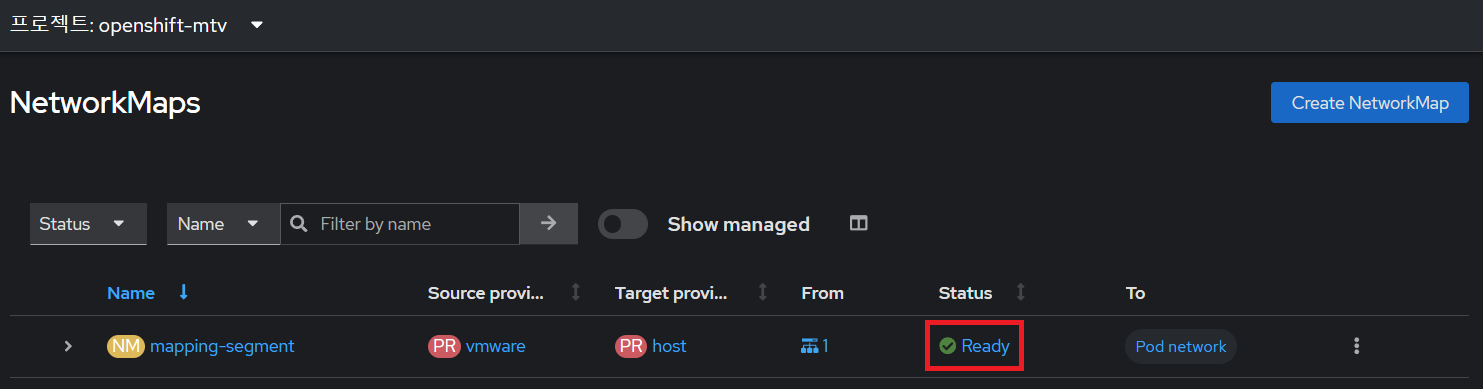 프로젝트: openshift-mtv
NetworkMaps
Create NetworkMap
Status Name Filter by name Show managed
Name Source provi... Target provi... From Status To
NM mapping-segment PR vmware PR host 1 Ready Pod network